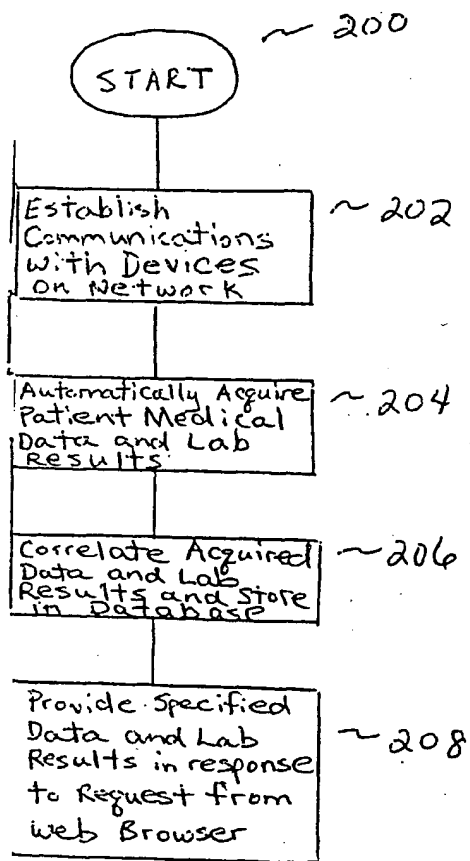 ~ 200
START
Establish ~ 202
Communications
with Devices
on Network
Automatically Acquire ~ 204
Patient Medical
Data and Lab
Results
Correlate Acquired ~ 206
Data and Lab
Results and Store
in Database
Provide Specified
Data and Lab ~ 208
Results in response
to Request from
Web Browser